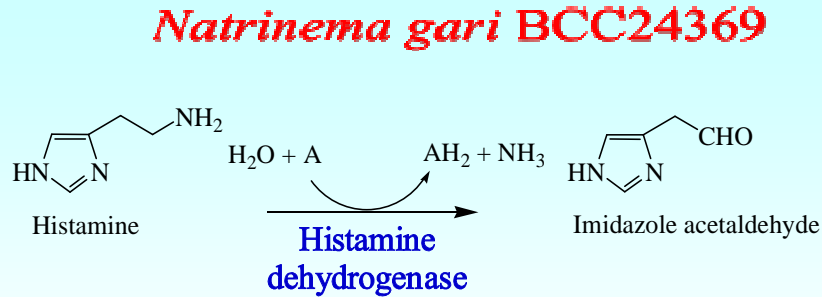 Natrinema gari BCC24369
NH₂
HN
N
Histamine
H₂O + A
AH₂ + NH₃
Histamine
dehydrogenase
CHO
HN
N
Imidazole acetaldehyde